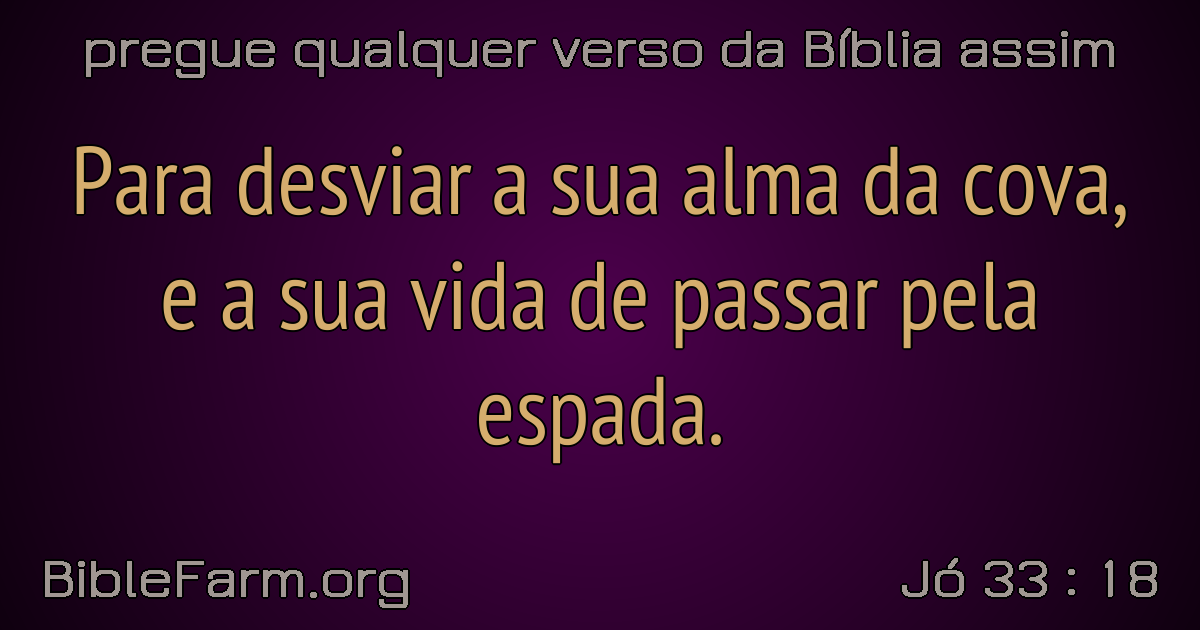 pregue qualquer verso da Bíblia assim
Para desviar a sua alma da cova,
e a sua vida de passar pela
espada.
BibleFarm.org
Jó 33 : 18